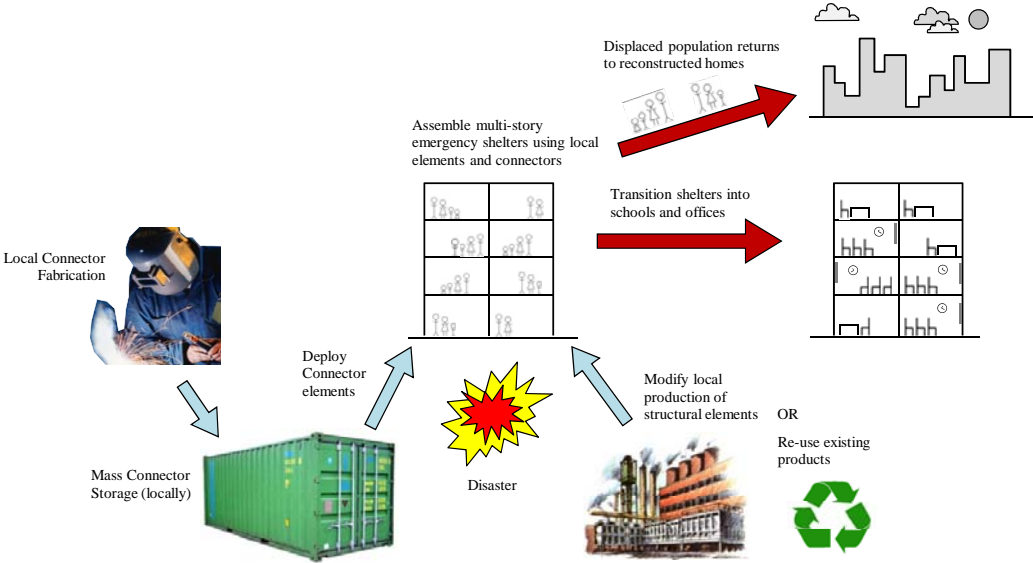 Displaced population returns
to reconstructed homes
Assemble multi-story
emergency shelters using local
elements and connectors
Transition shelters into
schools and offices
Local Connector
Fabrication
Deploy
Connector
elements
Modify local
production of
structural elements
OR
Re-use existing
products
Mass Connector
Storage (locally)
Disaster